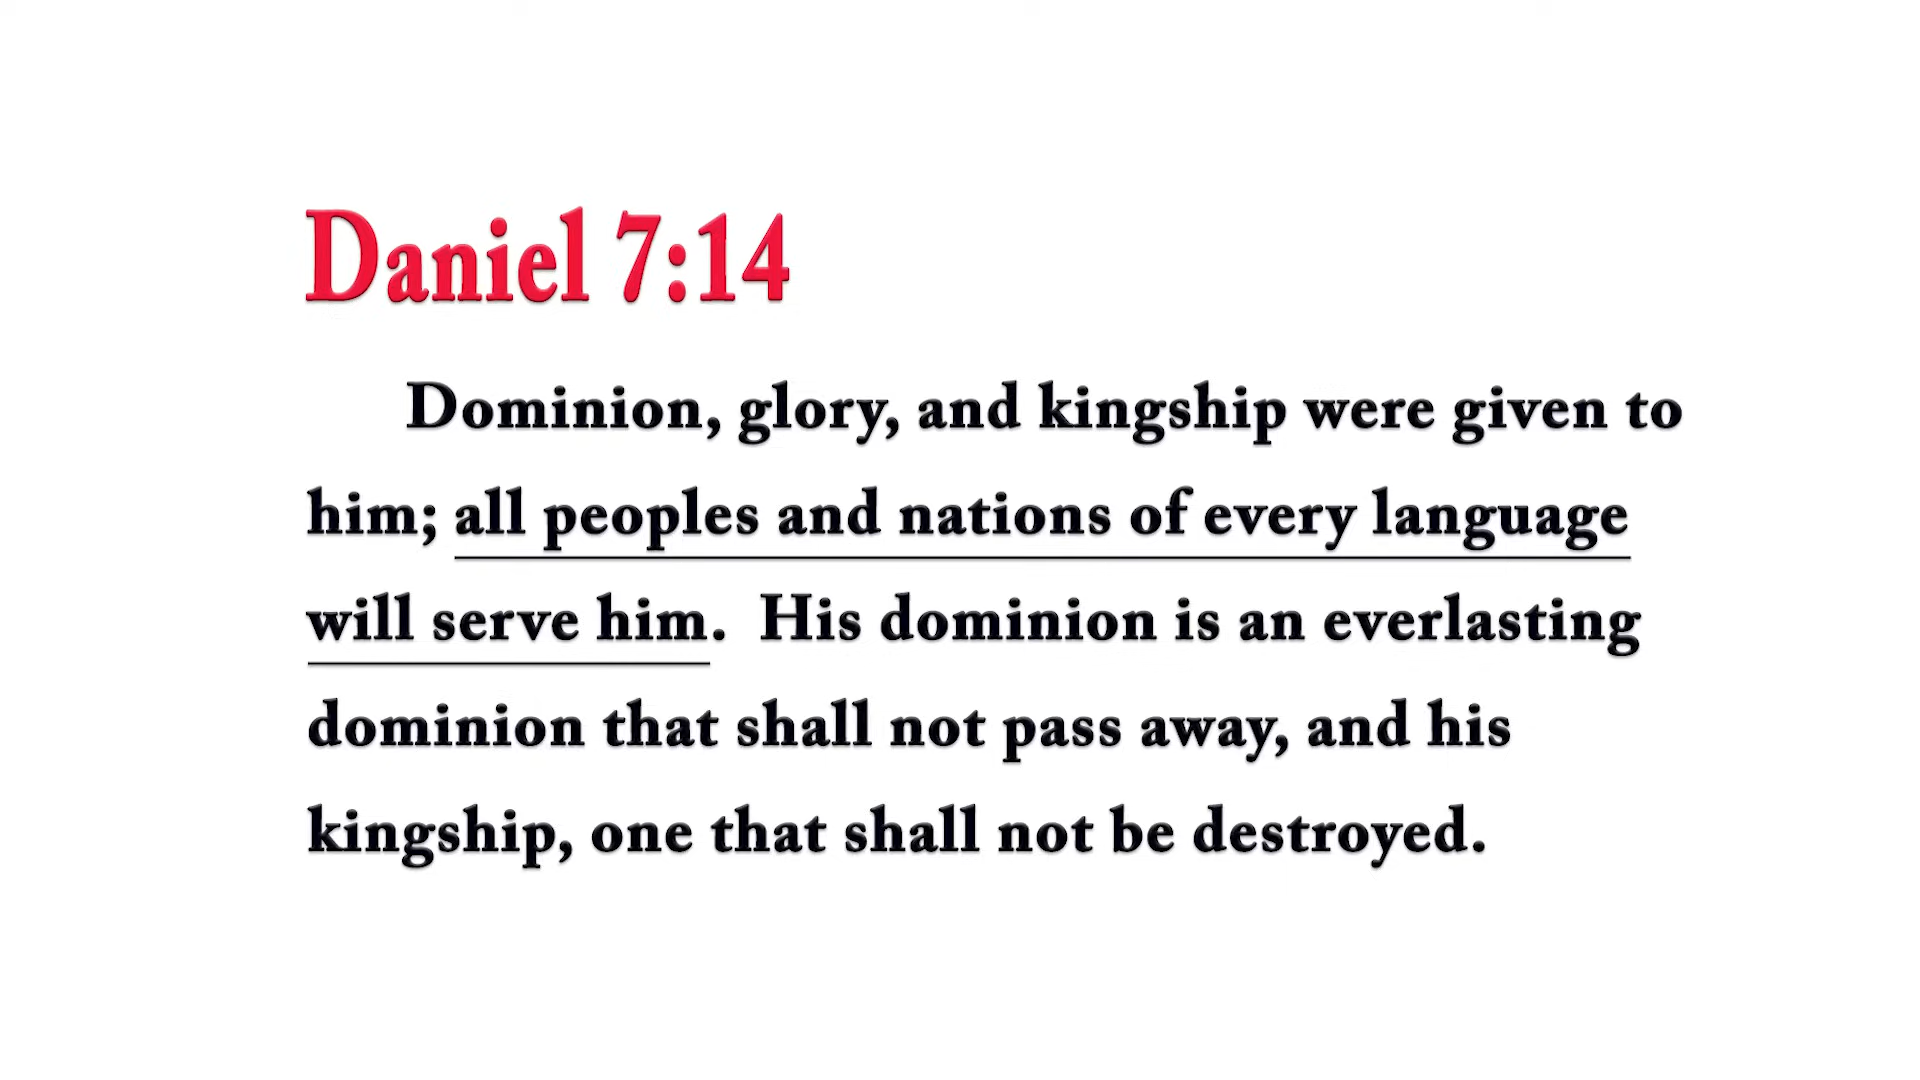 Daniel 7:14
Dominion, glory, and kingship were given to
him; all peoples and nations of every language
will serve him.  His dominion is an everlasting
dominion that shall not pass away, and his
kingship, one that shall not be destroyed.